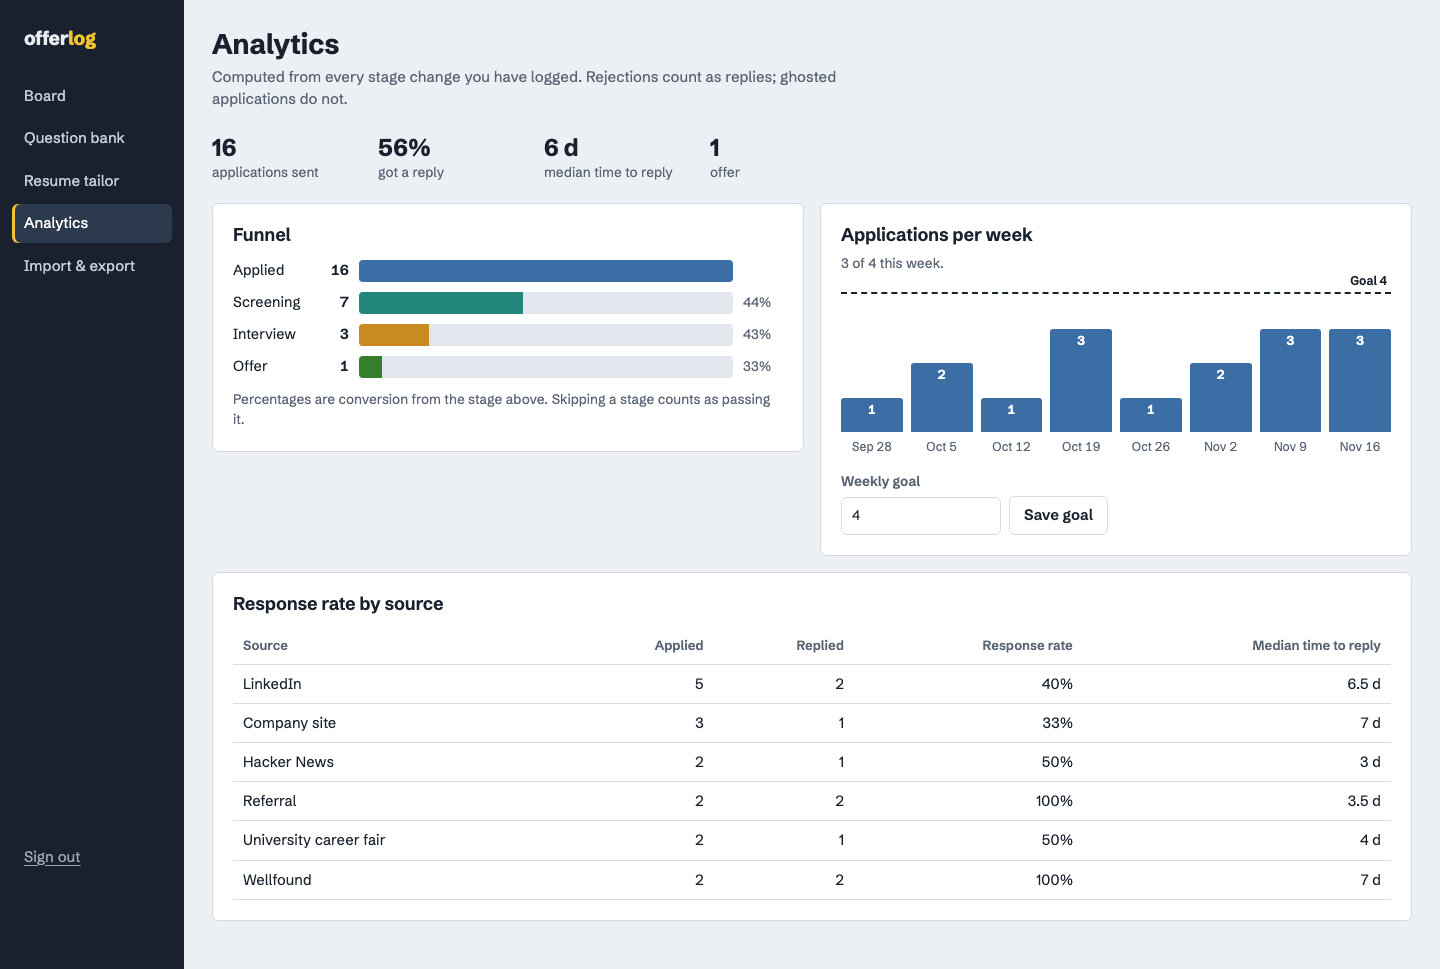 offerlog
Board
Question bank
Resume tailor
Analytics
Import & export
Sign out
Analytics
Computed from every stage change you have logged. Rejections count as replies; ghosted
applications do not.
16 56% 6 d 1
applications sent got a reply median time to reply offer
Funnel
Applied 16
Screening 7 44%
Interview 3 43%
Offer 1 33%
Percentages are conversion from the stage above. Skipping a stage counts as passing
it.
Applications per week
3 of 4 this week.
Goal 4
1 2 1 3 1 2 3 3
Sep 28 Oct 5 Oct 12 Oct 19 Oct 26 Nov 2 Nov 9 Nov 16
Weekly goal
4 Save goal
Response rate by source
Source Applied Replied Response rate Median time to reply
LinkedIn 5 2 40% 6.5 d
Company site 3 1 33% 7 d
Hacker News 2 1 50% 3 d
Referral 2 2 100% 3.5 d
University career fair 2 1 50% 4 d
Wellfound 2 2 100% 7 d